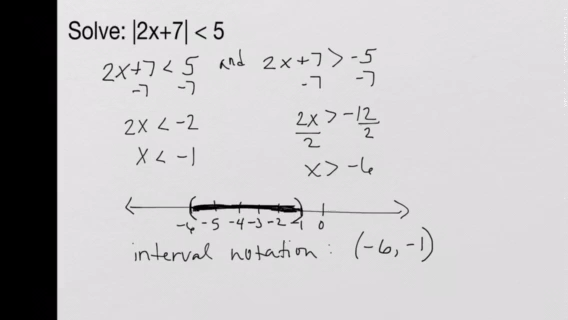 Solve: |2x+7| < 5
2x+7 < 5 and 2x+7 > -5
-7 -7 -7 -7
2x < -2 2x/2 > -12/2
x < -1 x > -6
-6 -5 -4 -3 -2 -1 0
interval notation: (-6, -1)